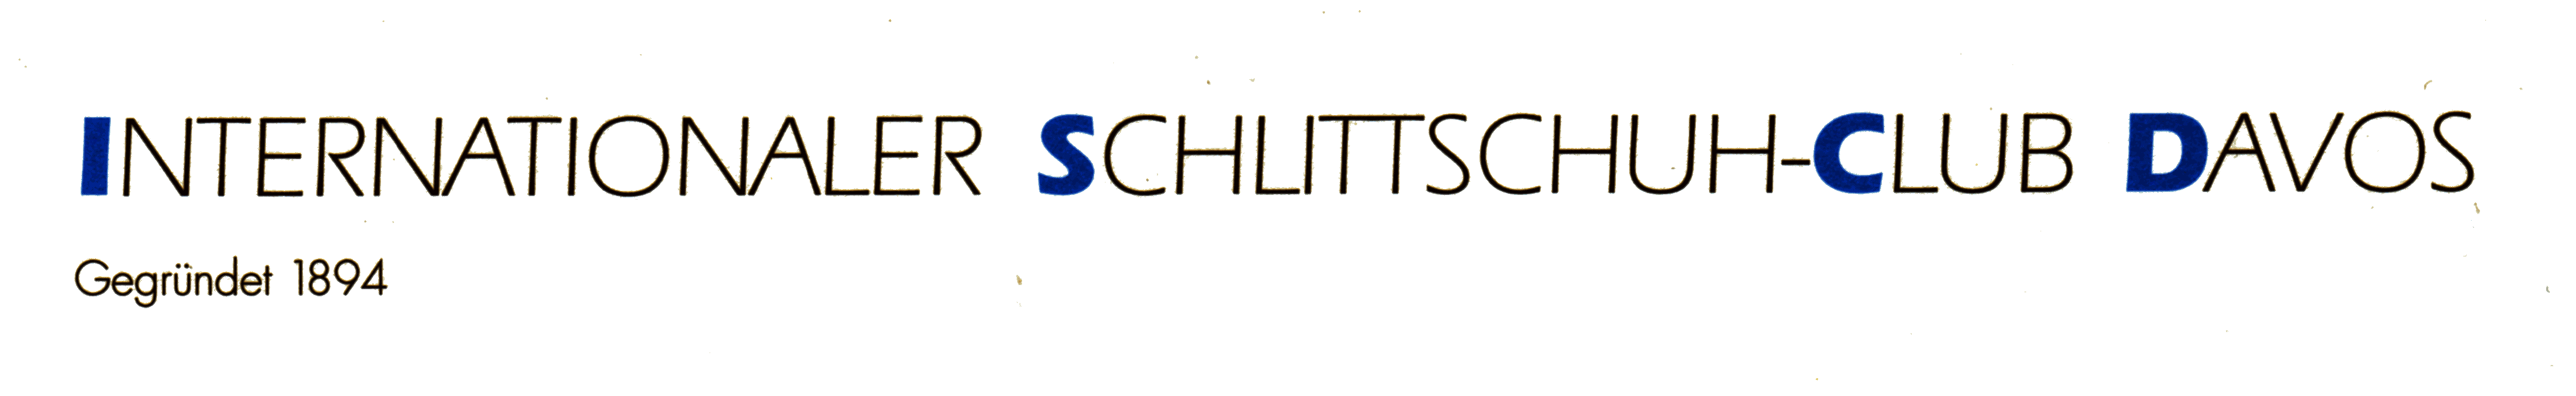 INTERNATIONALER SCHLITTSCHUH-CLUB DAVOS
Gegründet 1894